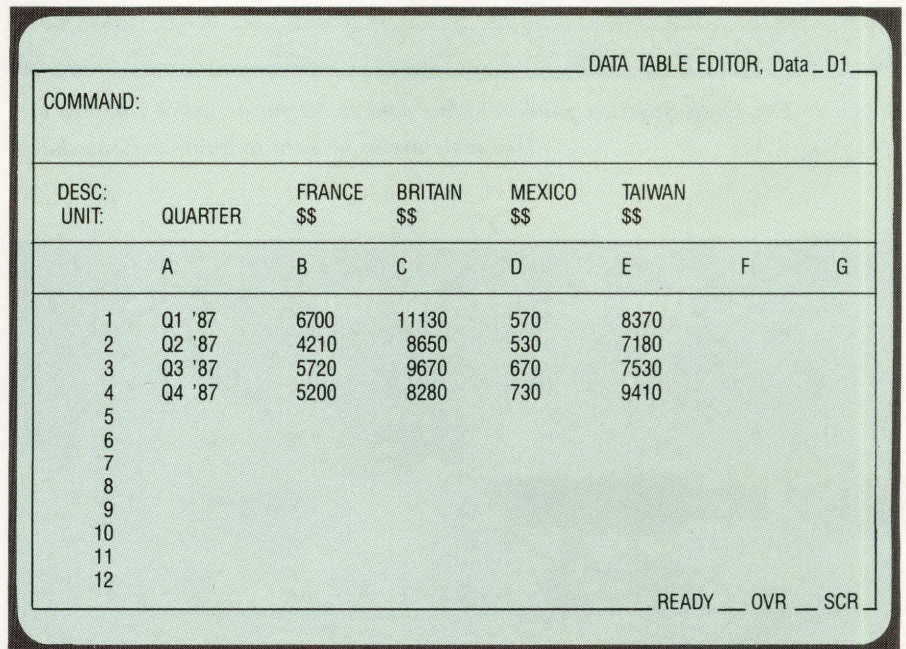 DATA TABLE EDITOR, Data_D1
COMMAND:
DESC: FRANCE BRITAIN MEXICO TAIWAN
UNIT: QUARTER $$ $$ $$ $$
A B C D E F G
1 Q1 '87 6700 11130 570 8370
2 Q2 '87 4210 8650 530 7180
3 Q3 '87 5720 9670 670 7530
4 Q4 '87 5200 8280 730 9410
5
6
7
8
9
10
11
12
READY __ OVR __ SCR